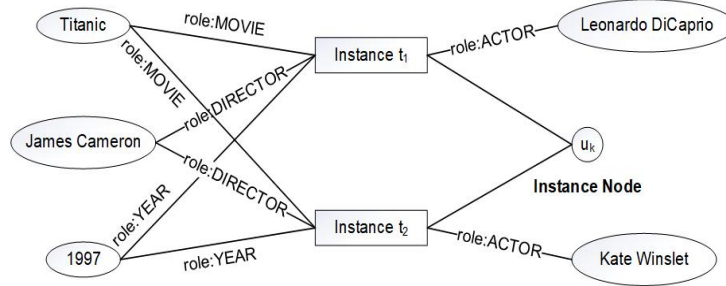 Titanic
role:MOVIE
Leonardo DiCaprio
role:ACTOR
Instance t₁
role:MOVIE
role:DIRECTOR
James Cameron
uₖ
role:DIRECTOR
Instance Node
role:YEAR
Instance t₂
role:ACTOR
1997
role:YEAR
Kate Winslet